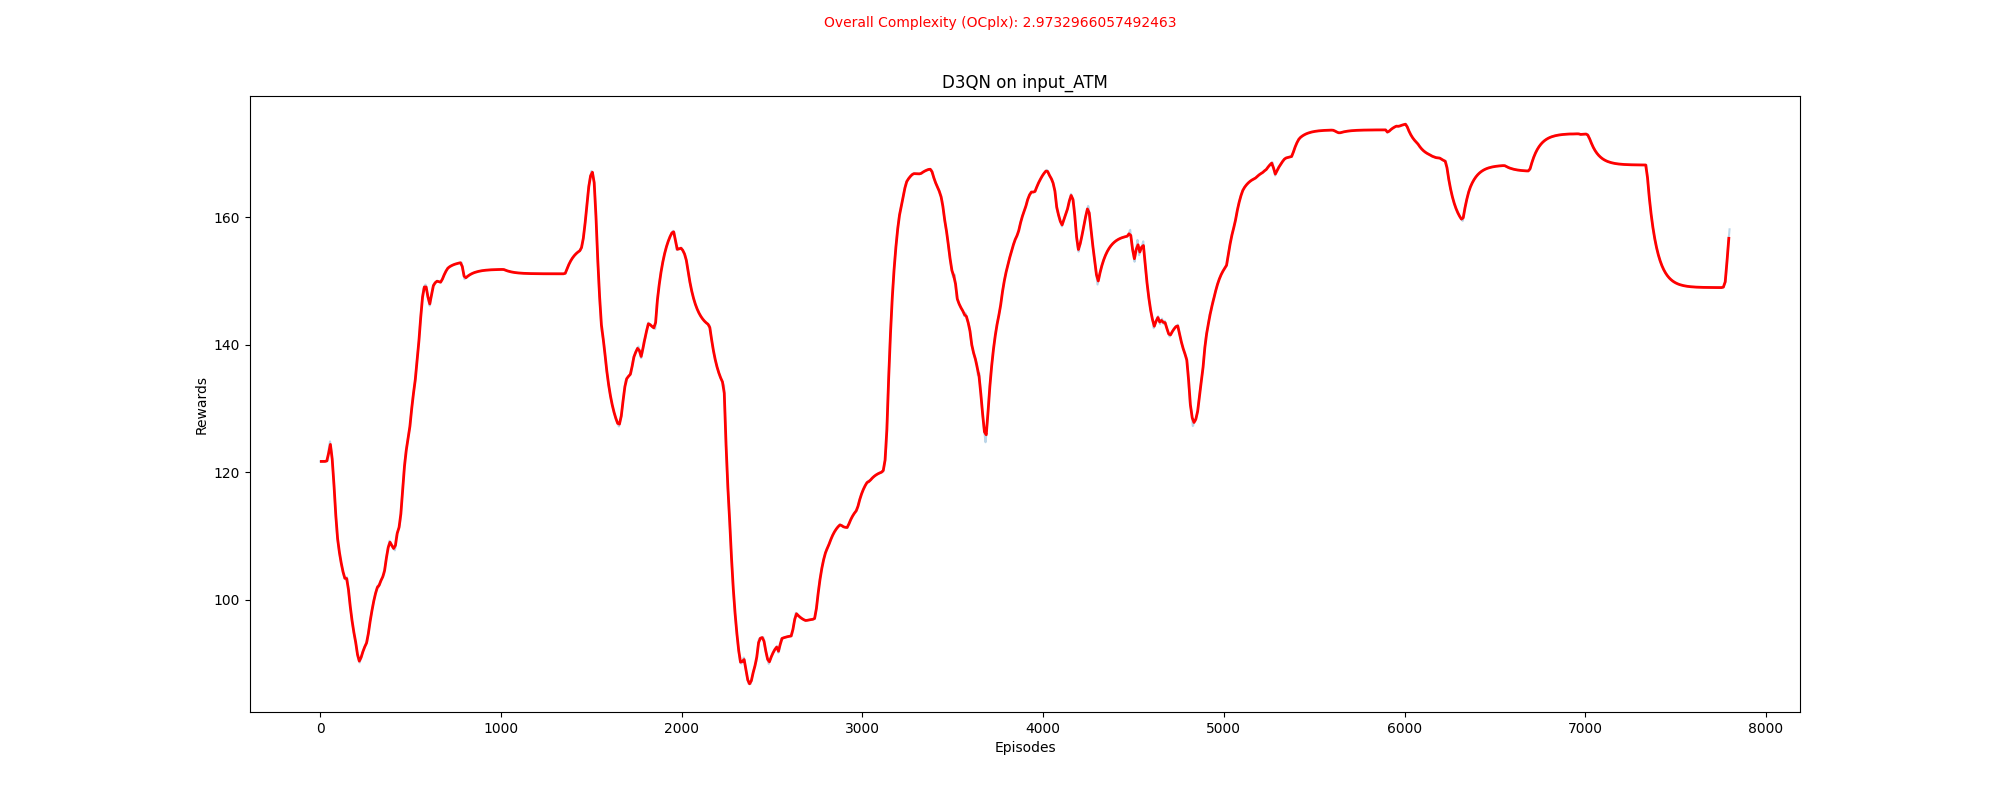 Overall Complexity (OCplx): 2.9732966057492463
D3QN on input_ATM
Rewards
160
140
120
100
0 1000 2000 3000 4000 5000 6000 7000 8000
Episodes